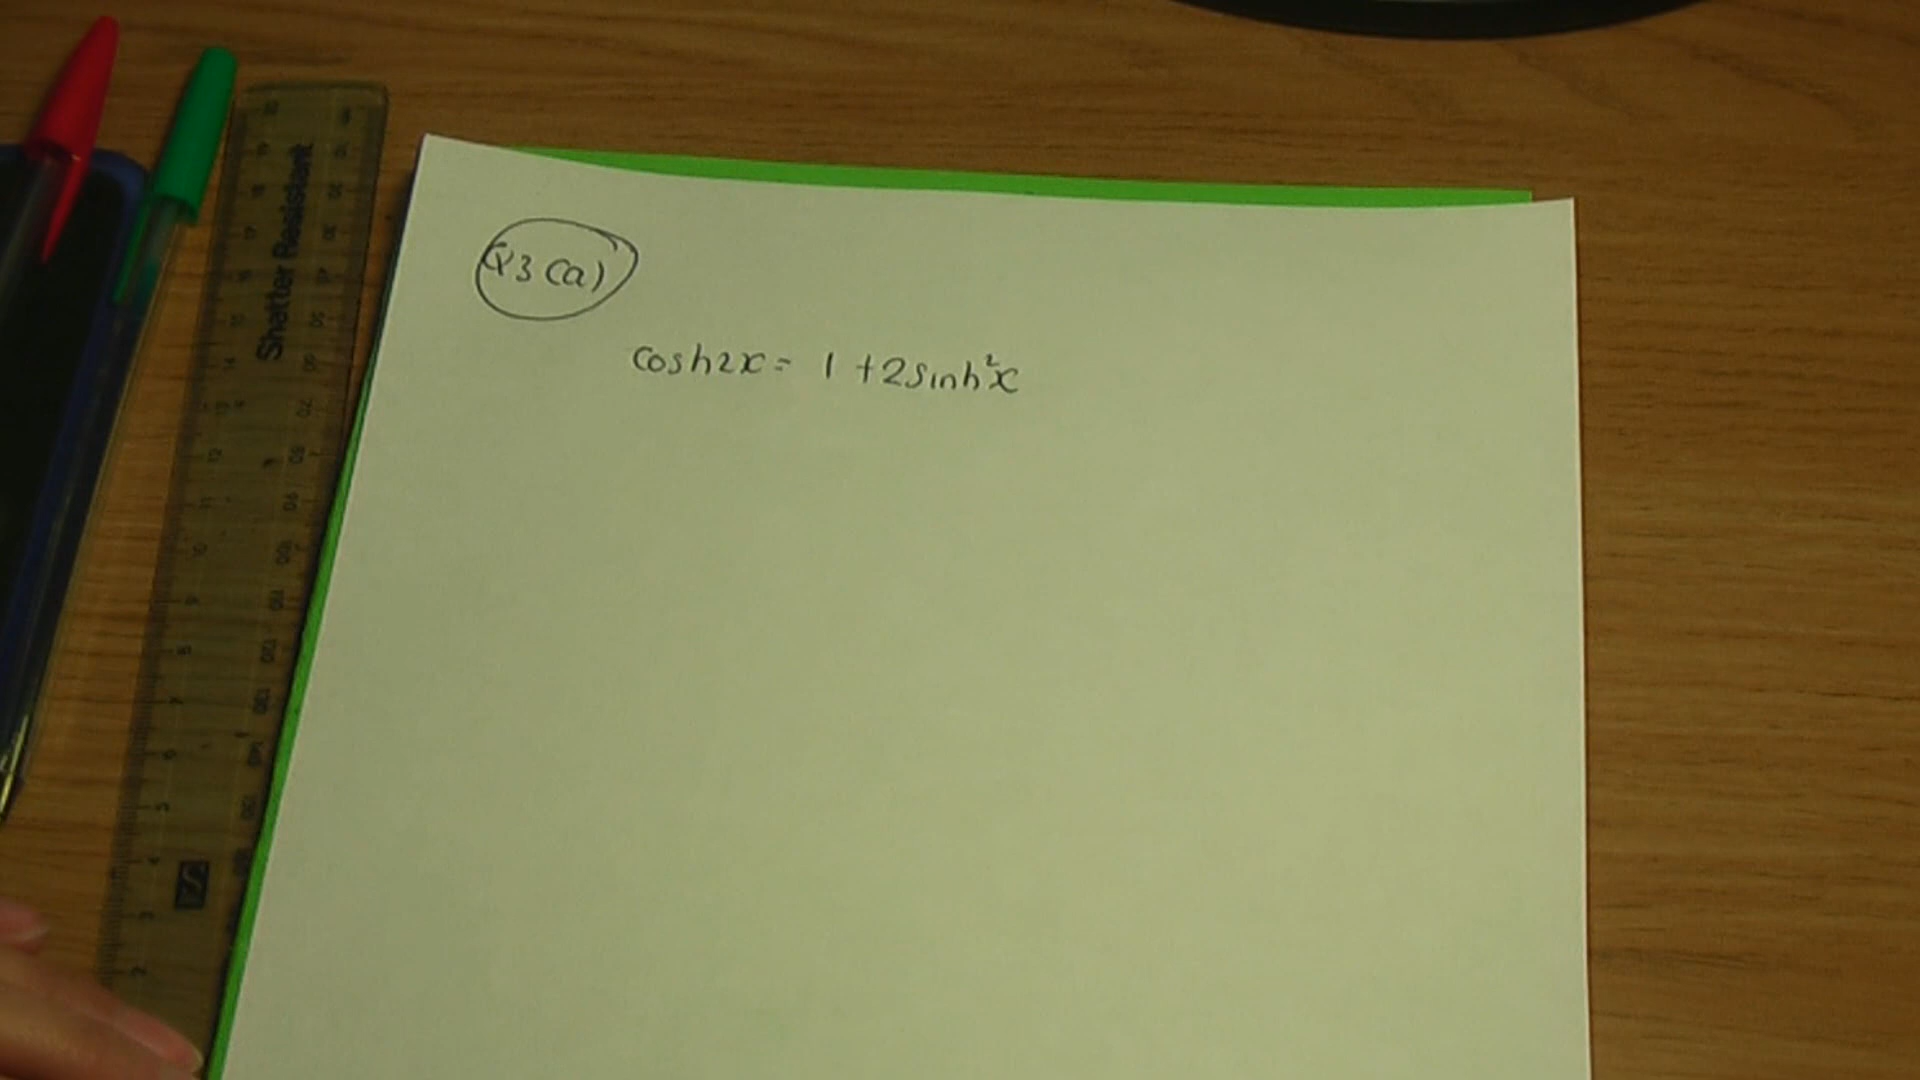 Q3 (a)
cosh2x = 1 + 2sinh²x
Shatter Resistant